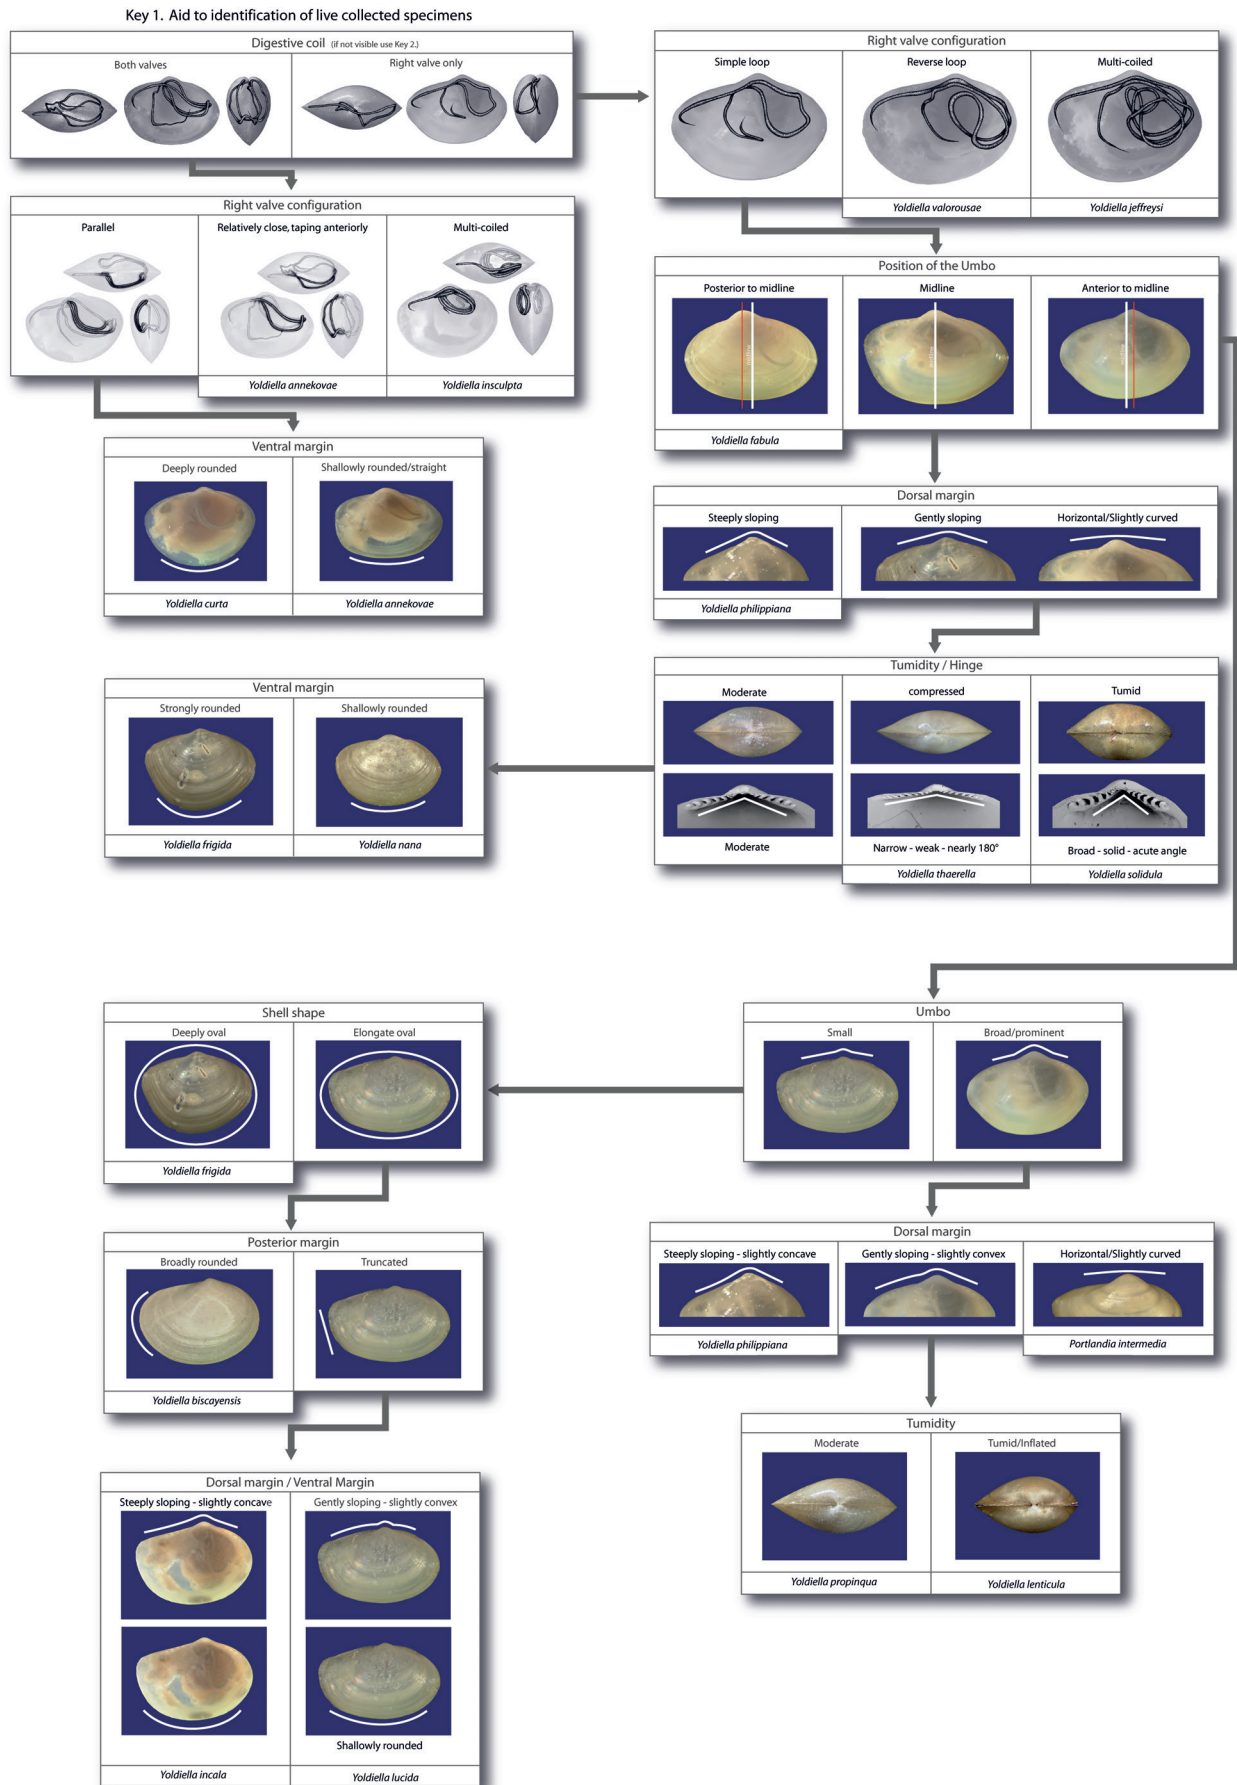 Key 1. Aid to identification of live collected specimens
Digestive coil (if not visible use Key 2.)
Both valves
Right valve only
Right valve configuration
Simple loop
Reverse loop
Multi-coiled
Yoldiella valorousae
Yoldiella jeffreysi
Right valve configuration
Parallel
Relatively close, taping anteriorly
Multi-coiled
Yoldiella annekovae
Yoldiella insculpta
Position of the Umbo
Posterior to midline
Midline
Anterior to midline
midline
midline
midline
Yoldiella fabula
Ventral margin
Deeply rounded
Shallowly rounded/straight
Yoldiella curta
Yoldiella annekovae
Dorsal margin
Steeply sloping
Gently sloping
Horizontal/Slightly curved
Yoldiella philippiana
Tumidity / Hinge
Moderate
compressed
Tumid
Moderate
Narrow - weak - nearly 180°
Broad - solid - acute angle
Yoldiella thaerella
Yoldiella solidula
Ventral margin
Strongly rounded
Shallowly rounded
Yoldiella frigida
Yoldiella nana
Umbo
Small
Broad/prominent
Shell shape
Deeply oval
Elongate oval
Yoldiella frigida
Dorsal margin
Steeply sloping - slightly concave
Gently sloping - slightly convex
Horizontal/Slightly curved
Yoldiella philippiana
Portlandia intermedia
Posterior margin
Broadly rounded
Truncated
Yoldiella biscayensis
Tumidity
Moderate
Tumid/Inflated
Yoldiella propinqua
Yoldiella lenticula
Dorsal margin / Ventral Margin
Steeply sloping - slightly concave
Gently sloping - slightly convex
Shallowly rounded
Yoldiella incala
Yoldiella lucida